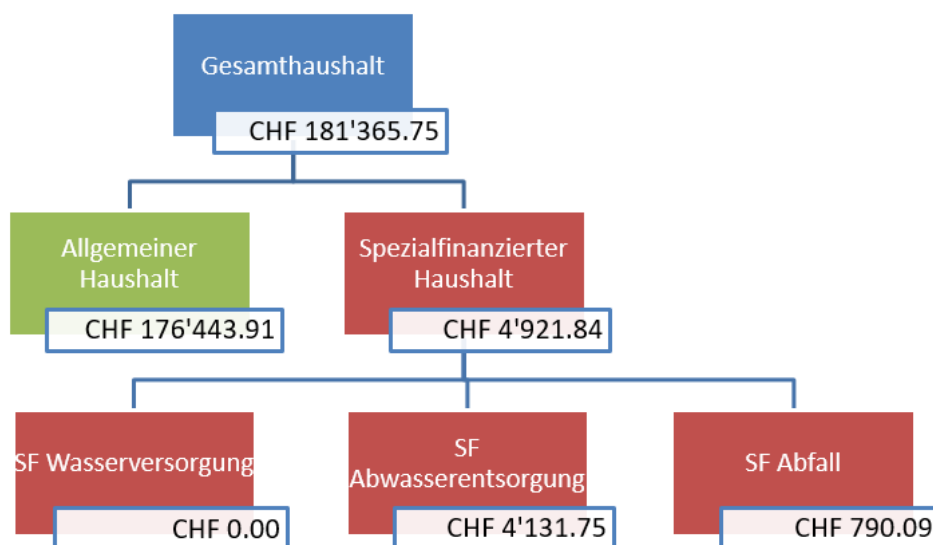 Gesamthaushalt
CHF 181'365.75
Allgemeiner
Haushalt
CHF 176'443.91
Spezialfinanzierter
Haushalt
CHF 4'921.84
SF Wasserversorgung
CHF 0.00
SF
Abwasserentsorgung
CHF 4'131.75
SF Abfall
CHF 790.09